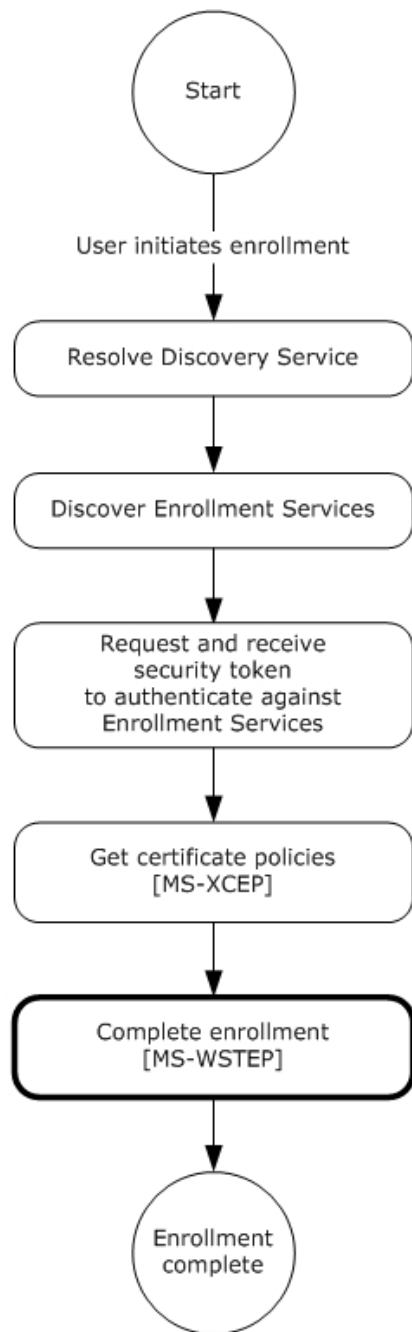 Start
User initiates enrollment
Resolve Discovery Service
Discover Enrollment Services
Request and receive
security token
to authenticate against
Enrollment Services
Get certificate policies
[MS-XCEP]
Complete enrollment
[MS-WSTEP]
Enrollment
complete